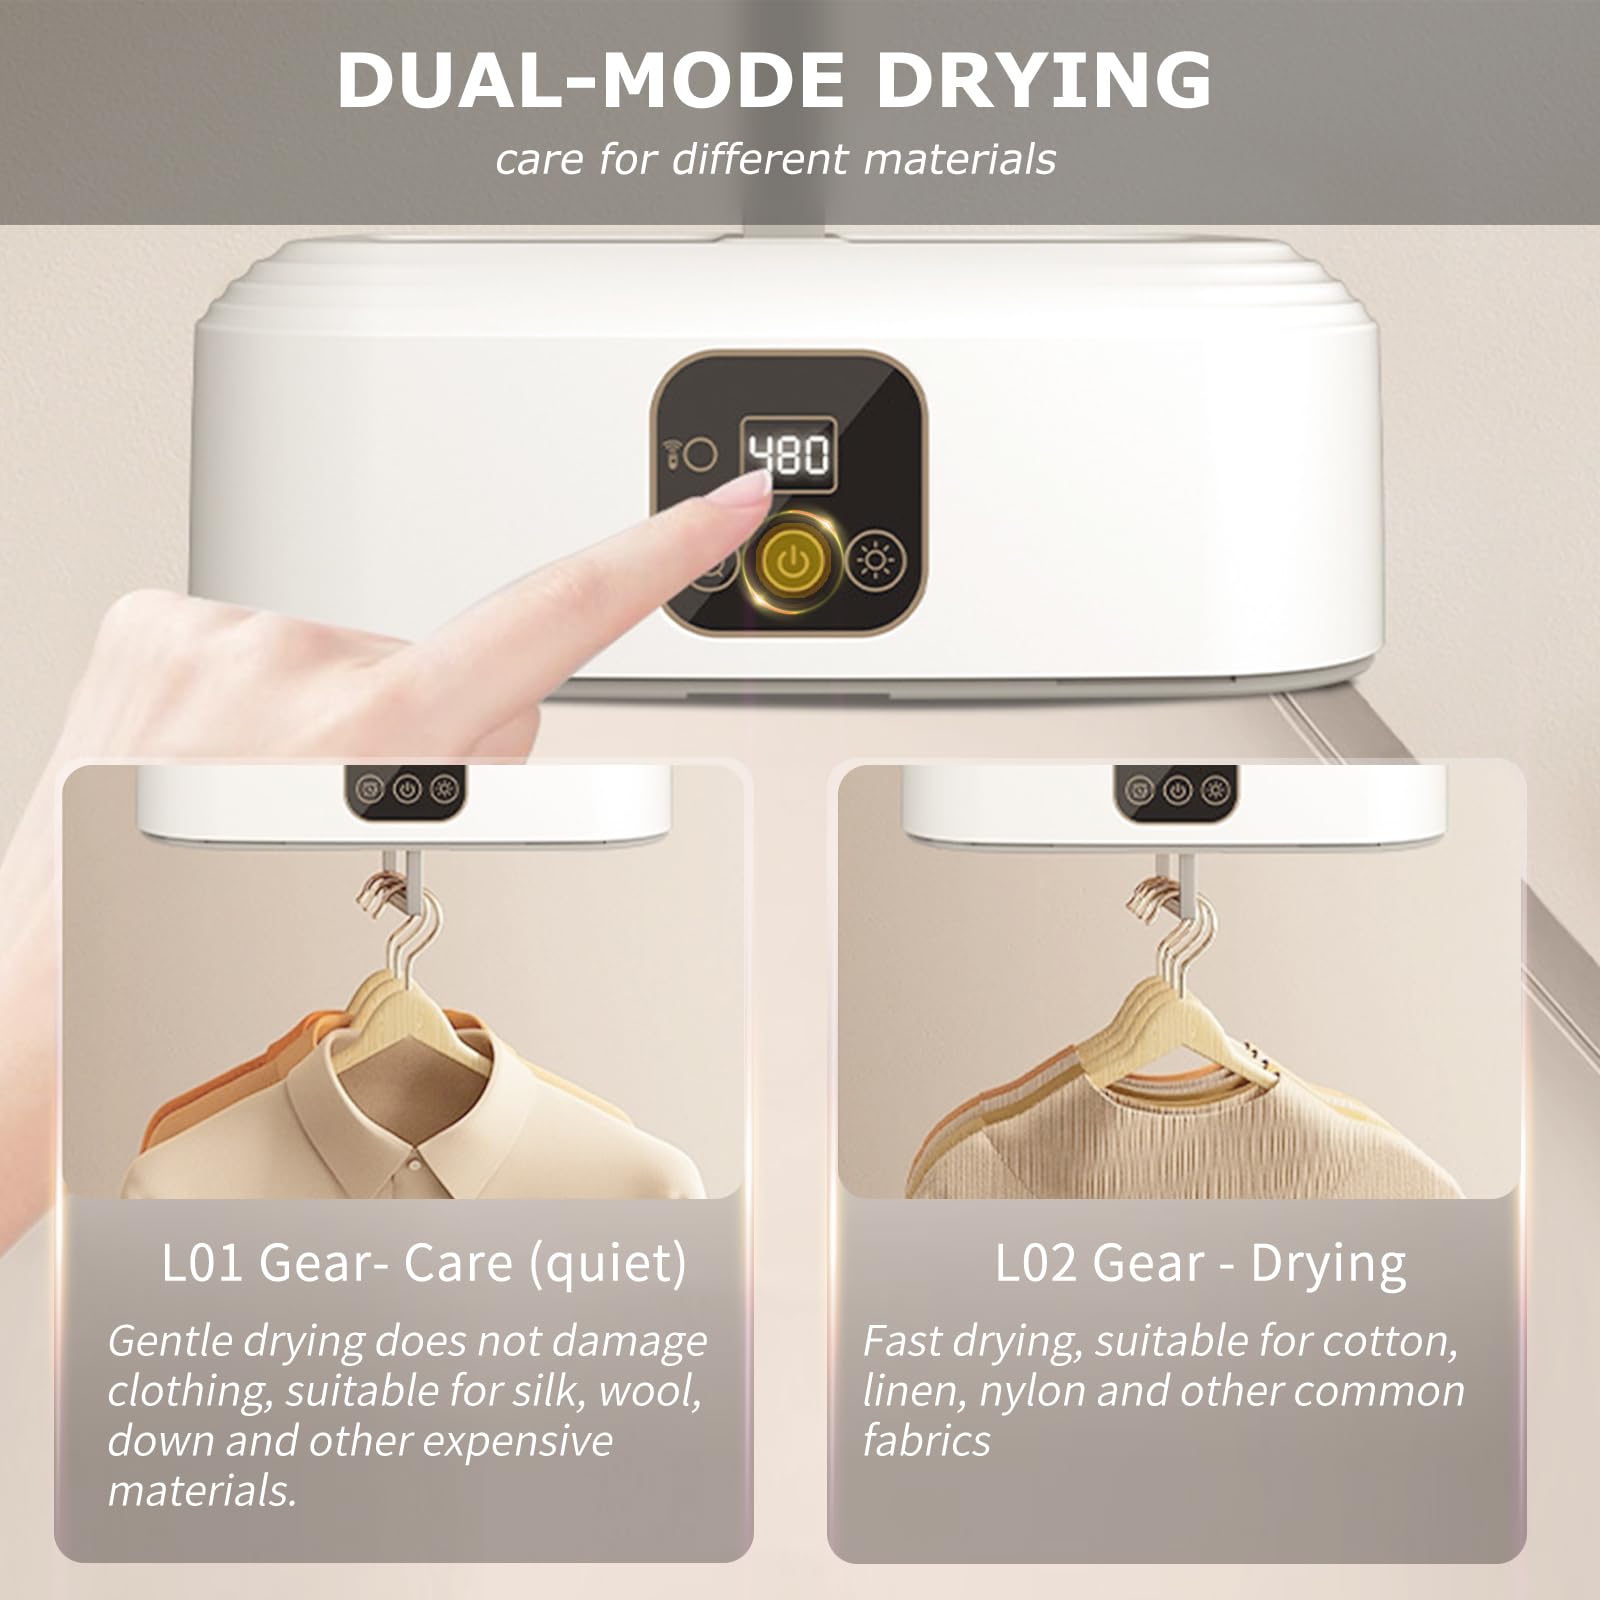 DUAL-MODE DRYING
care for different materials
480
L01 Gear- Care (quiet)
Gentle drying does not damage
clothing, suitable for silk, wool,
down and other expensive
materials.
L02 Gear - Drying
Fast drying, suitable for cotton,
linen, nylon and other common
fabrics